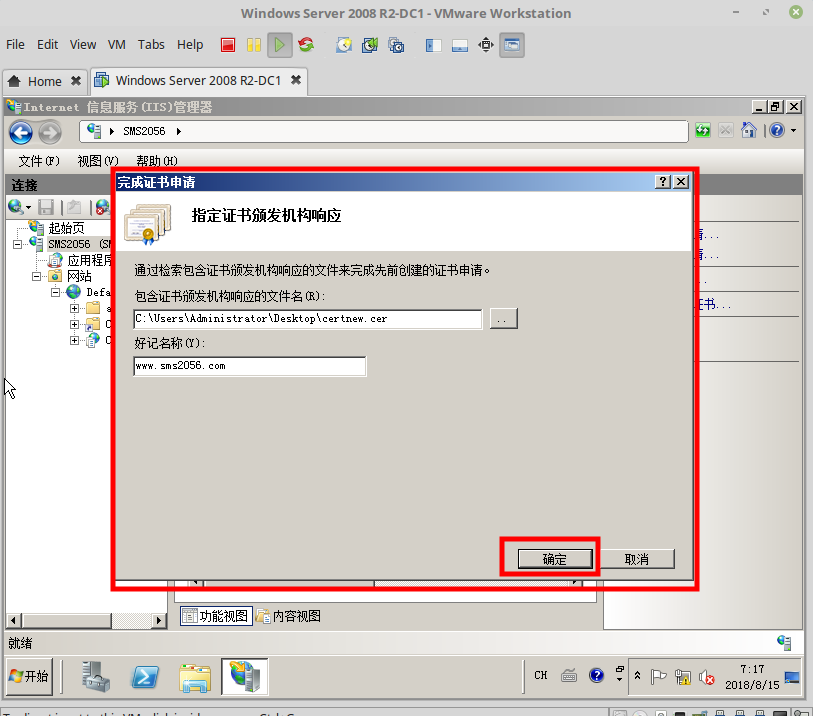 Windows Server 2008 R2-DC1 - VMware Workstation
File Edit View VM Tabs Help
Home
Windows Server 2008 R2-DC1
Internet 信息服务(IIS)管理器
SMS2056
文件(F) 视图(V) 帮助(H)
连接
起始页
SMS2056
应用程序
网站
Defa
完成证书申请
指定证书颁发机构响应
通过检索包含证书颁发机构响应的文件来完成先前创建的证书申请。
包含证书颁发机构响应的文件名(R):
C:\Users\Administrator\Desktop\certnew.cer
..
好记名称(Y):
www.sms2056.com
确定
取消
证书...
功能视图
内容视图
就绪
开始
CH
7:17
2018/8/15